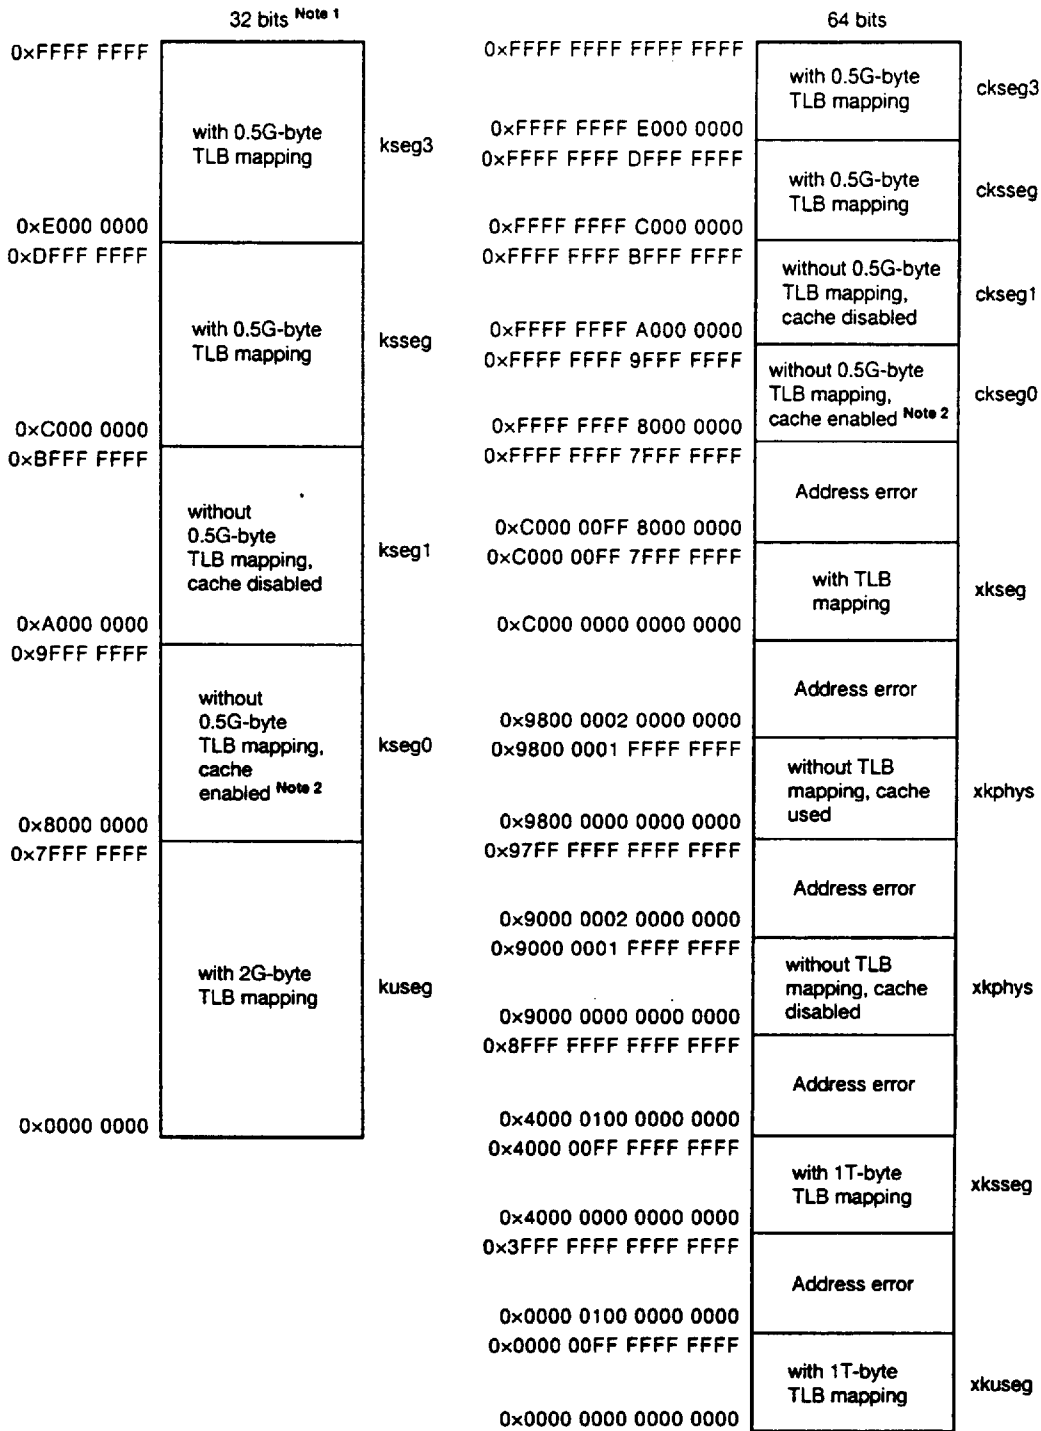 32 bits Note 1
0×FFFF FFFF
with 0.5G-byte
TLB mapping
kseg3
0×E000 0000
0×DFFF FFFF
with 0.5G-byte
TLB mapping
ksseg
0×C000 0000
0×BFFF FFFF
without
0.5G-byte
TLB mapping,
cache disabled
kseg1
0×A000 0000
0×9FFF FFFF
without
0.5G-byte
TLB mapping,
cache
enabled Note 2
kseg0
0×8000 0000
0×7FFF FFFF
with 2G-byte
TLB mapping
kuseg
0×0000 0000
64 bits
0×FFFF FFFF FFFF FFFF
with 0.5G-byte
TLB mapping
ckseg3
0×FFFF FFFF E000 0000
0×FFFF FFFF DFFF FFFF
with 0.5G-byte
TLB mapping
cksseg
0×FFFF FFFF C000 0000
0×FFFF FFFF BFFF FFFF
without 0.5G-byte
TLB mapping,
cache disabled
ckseg1
0×FFFF FFFF A000 0000
0×FFFF FFFF 9FFF FFFF
without 0.5G-byte
TLB mapping,
cache enabled Note 2
ckseg0
0×FFFF FFFF 8000 0000
0×FFFF FFFF 7FFF FFFF
Address error
0×C000 00FF 8000 0000
0×C000 00FF 7FFF FFFF
with TLB
mapping
xkseg
0×C000 0000 0000 0000
Address error
0×9800 0002 0000 0000
0×9800 0001 FFFF FFFF
without TLB
mapping, cache
used
xkphys
0×9800 0000 0000 0000
0×97FF FFFF FFFF FFFF
Address error
0×9000 0002 0000 0000
0×9000 0001 FFFF FFFF
without TLB
mapping, cache
disabled
xkphys
0×9000 0000 0000 0000
0×8FFF FFFF FFFF FFFF
Address error
0×4000 0100 0000 0000
0×4000 00FF FFFF FFFF
with 1T-byte
TLB mapping
xksseg
0×4000 0000 0000 0000
0×3FFF FFFF FFFF FFFF
Address error
0×0000 0100 0000 0000
0×0000 00FF FFFF FFFF
with 1T-byte
TLB mapping
xkuseg
0×0000 0000 0000 0000